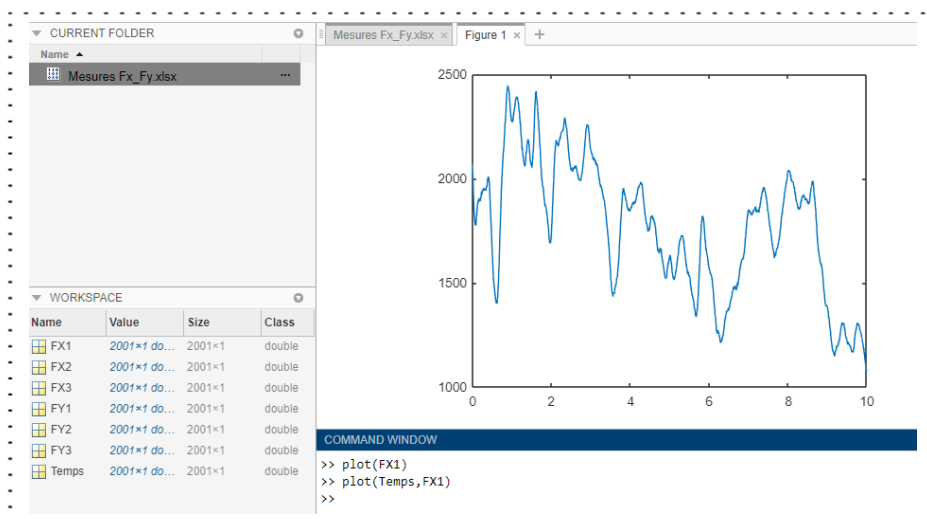 CURRENT FOLDER
Name
Mesures Fx_Fy.xlsx ...
WORKSPACE
Name Value Size Class
FX1 2001×1 do... 2001×1 double
FX2 2001×1 do... 2001×1 double
FX3 2001×1 do... 2001×1 double
FY1 2001×1 do... 2001×1 double
FY2 2001×1 do... 2001×1 double
FY3 2001×1 do... 2001×1 double
Temps 2001×1 do... 2001×1 double
Mesures Fx_Fy.xlsx × Figure 1 × +
2500
2000
1500
1000
0 2 4 6 8 10
COMMAND WINDOW
>> plot(FX1)
>> plot(Temps,FX1)
>>